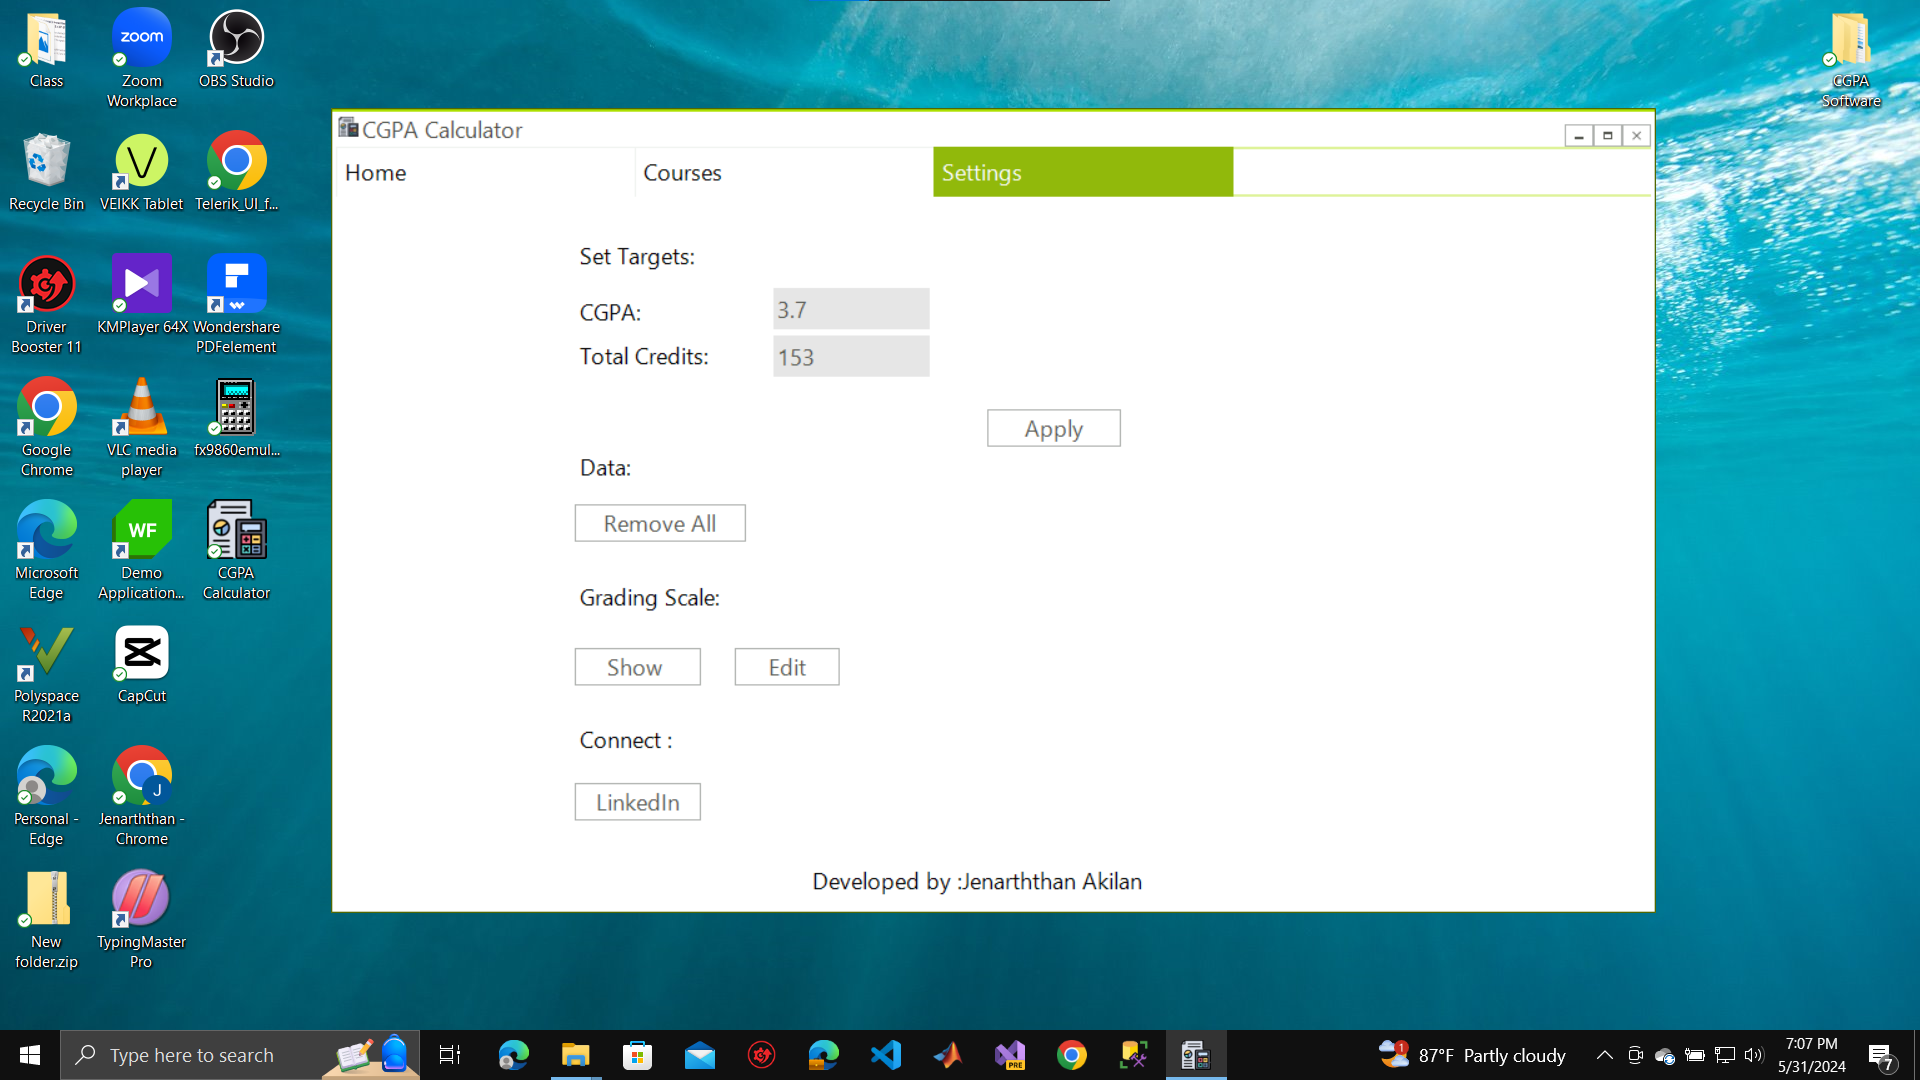 Class
zoom
Zoom
Workplace
OBS Studio
CGPA
Software
Recycle Bin
VEIKK Tablet
Telerik_UI_f...
Driver
Booster 11
KMPlayer 64X
Wondershare
PDFelement
Google
Chrome
VLC media
player
fx9860emul...
Microsoft
Edge
WF
Demo
Application...
CGPA
Calculator
Polyspace
R2021a
CapCut
Personal -
Edge
J
Jenarththan -
Chrome
New
folder.zip
TypingMaster
Pro
CGPA Calculator
Home
Courses
Settings
Set Targets:
CGPA:
3.7
Total Credits:
153
Apply
Data:
Remove All
Grading Scale:
Show
Edit
Connect :
LinkedIn
Developed by :Jenarththan Akilan
Type here to search
PRE
1
87°F Partly cloudy
7:07 PM
5/31/2024
7